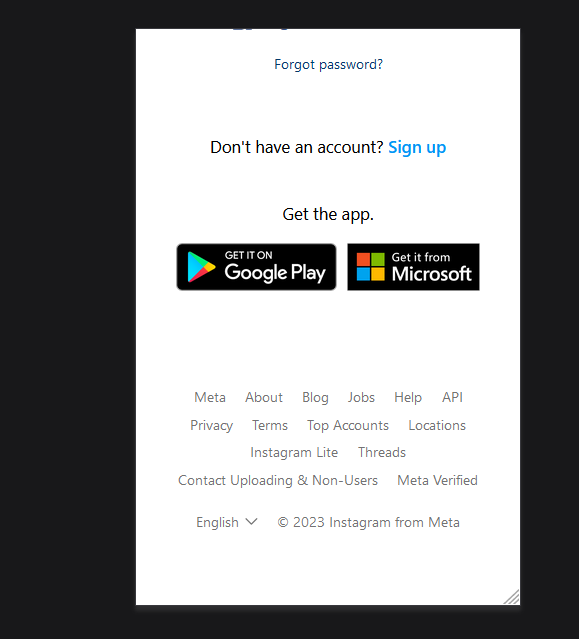 Forgot password?
Don't have an account? Sign up
Get the app.
GET IT ON
Google Play
Get it from
Microsoft
Meta About Blog Jobs Help API
Privacy Terms Top Accounts Locations
Instagram Lite Threads
Contact Uploading & Non-Users Meta Verified
English © 2023 Instagram from Meta